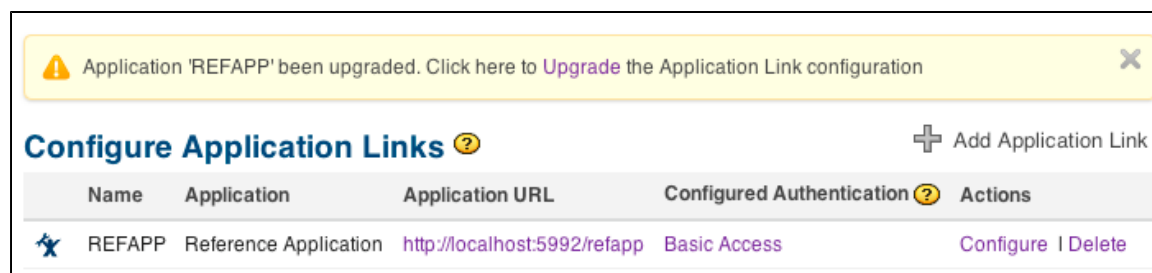 Application 'REFAPP' been upgraded. Click here to Upgrade the Application Link configuration
Configure Application Links ?
Add Application Link
Name Application Application URL Configured Authentication ? Actions
REFAPP Reference Application http://localhost:5992/refapp Basic Access Configure | Delete